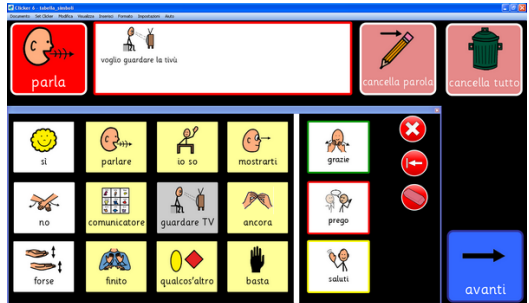 Clicker 6 - tabella_simboli
Documento Set Clicker Modifica Visualizza Inserisci Formato Impostazioni Aiuto
parla
voglio guardare la tivù
cancella parola
cancella tutto
sì parlare io so mostrarti grazie
no comunicatore guardare TV ancora prego
forse finito qualcos'altro basta saluti
avanti